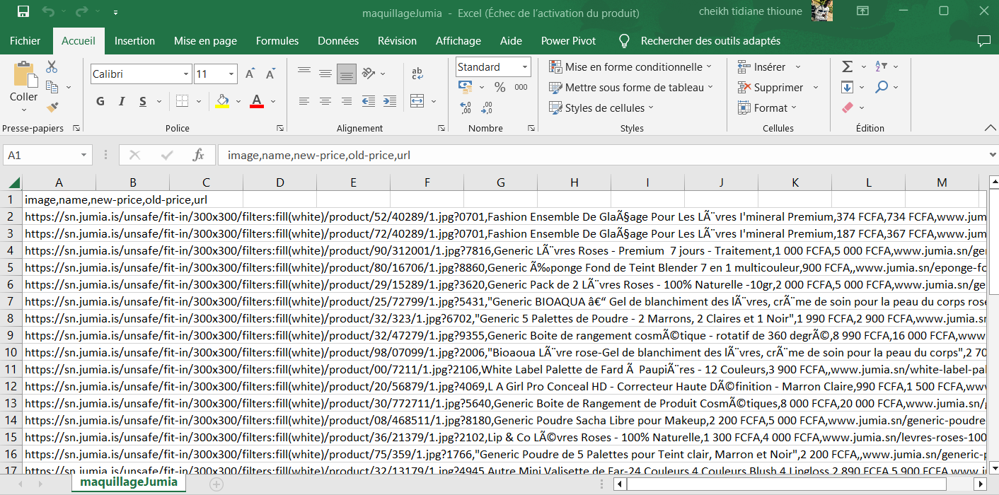 maquillageJumia - Excel (Échec de l’activation du produit)
cheikh tidiane thioune
Fichier Accueil Insertion Mise en page Formules Données Révision Affichage Aide Power Pivot Rechercher des outils adaptés
Coller
Calibri 11
Standard
Mise en forme conditionnelle
Mettre sous forme de tableau
Styles de cellules
Insérer
Supprimer
Format
G I S
% 000
Presse-papiers Police Alignement Nombre Styles Cellules Édition
A1 fx image,name,new-price,old-price,url
A B C D E F G H I J K L M
1 image,name,new-price,old-price,url
2 https://sn.jumia.is/unsafe/fit-in/300x300/filters:fill(white)/product/52/40289/1.jpg?0701,Fashion Ensemble De GlaÃ§age Pour Les LÃ¨vres I'mineral Premium,374 FCFA,734 FCFA,www.jum
3 https://sn.jumia.is/unsafe/fit-in/300x300/filters:fill(white)/product/72/40289/1.jpg?0701,Fashion Ensemble De GlaÃ§age Pour Les LÃ¨vres I'mineral Premium,187 FCFA,367 FCFA,www.jum
4 https://sn.jumia.is/unsafe/fit-in/300x300/filters:fill(white)/product/90/312001/1.jpg?7816,Generic LÃ¨vres Roses - Premium  7 jours - Traitement,1 000 FCFA,5 000 FCFA,www.jumia.sn/ger
5 https://sn.jumia.is/unsafe/fit-in/300x300/filters:fill(white)/product/80/16706/1.jpg?8860,Generic Ã‰ponge Fond de Teint Blender 7 en 1 multicouleur,900 FCFA,,www.jumia.sn/eponge-fo
6 https://sn.jumia.is/unsafe/fit-in/300x300/filters:fill(white)/product/29/15289/1.jpg?3620,Generic Pack de 2 LÃ¨vres Roses - 100% Naturelle -10gr,2 000 FCFA,5 000 FCFA,www.jumia.sn/ge
7 https://sn.jumia.is/unsafe/fit-in/300x300/filters:fill(white)/product/25/72799/1.jpg?5431,"Generic BIOAQUA â€“ Gel de blanchiment des lÃ¨vres, crÃ¨me de soin pour la peau du corps rose
8 https://sn.jumia.is/unsafe/fit-in/300x300/filters:fill(white)/product/32/323/1.jpg?6702,"Generic 5 Palettes de Poudre - 2 Marrons, 2 Claires et 1 Noir",1 990 FCFA,2 900 FCFA,www.jumia.sn
9 https://sn.jumia.is/unsafe/fit-in/300x300/filters:fill(white)/product/32/47279/1.jpg?9355,Generic Boite de rangement cosmÃ©tique - rotatif de 360 degrÃ©,8 990 FCFA,16 000 FCFA,www
10 https://sn.jumia.is/unsafe/fit-in/300x300/filters:fill(white)/product/98/07099/1.jpg?2006,"Bioaoua LÃ¨vre rose-Gel de blanchiment des lÃ¨vres, crÃ¨me de soin pour la peau du corps",2 70
11 https://sn.jumia.is/unsafe/fit-in/300x300/filters:fill(white)/product/00/7211/1.jpg?2106,White Label Palette de Fard Ã  PaupiÃ¨res - 12 Couleurs,3 900 FCFA,,www.jumia.sn/white-label-pal
12 https://sn.jumia.is/unsafe/fit-in/300x300/filters:fill(white)/product/20/56879/1.jpg?4069,L A Girl Pro Conceal HD - Correcteur Haute DÃ©finition - Marron Claire,990 FCFA,1 500 FCFA,ww
13 https://sn.jumia.is/unsafe/fit-in/300x300/filters:fill(white)/product/30/772711/1.jpg?5640,Generic Boite de Rangement de Produit CosmÃ©tiques,8 000 FCFA,20 000 FCFA,www.jumia.sn/g
14 https://sn.jumia.is/unsafe/fit-in/300x300/filters:fill(white)/product/08/468511/1.jpg?8180,Generic Poudre Sacha Libre pour Makeup,2 200 FCFA,5 000 FCFA,www.jumia.sn/generic-poudre
15 https://sn.jumia.is/unsafe/fit-in/300x300/filters:fill(white)/product/36/21379/1.jpg?2102,Lip & Co LÃ©vres Roses - 100% Naturelle,1 300 FCFA,4 000 FCFA,www.jumia.sn/levres-roses-100
16 https://sn.jumia.is/unsafe/fit-in/300x300/filters:fill(white)/product/75/359/1.jpg?1766,"Generic Poudre de 5 Palettes pour Teint clair, Marron et Noir",2 200 FCFA,,www.jumia.sn/generic-p
17 https://sn.jumia.is/unsafe/fit-in/300x300/filters:fill(white)/product/32/13179/1.jpg?4945,Autre Mini Valisette de Far-24 Couleurs,4 Couleurs Blush,4 Lingloss,2 890 FCFA,5 900 FCFA,www.j
maquillageJumia